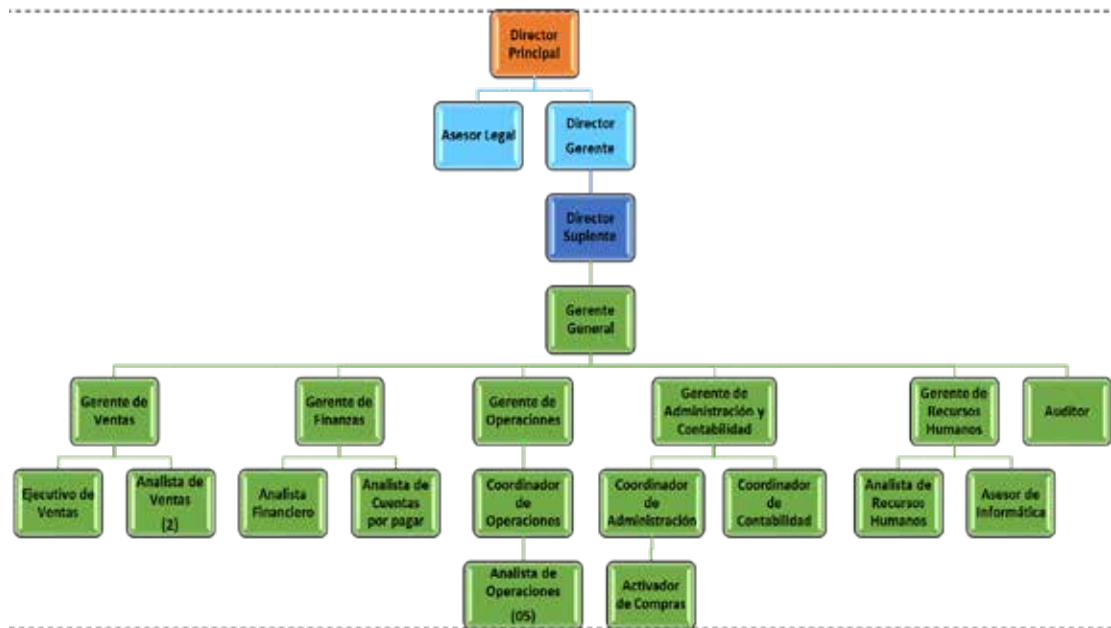 Director
Principal
Asesor Legal
Director
Gerente
Director
Suplente
Gerente
General
Gerente de
Ventas
Gerente de
Finanzas
Gerente de
Operaciones
Gerente de
Administración y
Contabilidad
Gerente de
Recursos
Humanos
Auditor
Ejecutivo de
Ventas
Analista de
Ventas
(2)
Analista
Financiero
Analista de
Cuentas
por pagar
Coordinador
de
Operaciones
Coordinador
de
Administración
Coordinador
de
Contabilidad
Analista de
Recursos
Humanos
Asesor de
Informática
Analista de
Operaciones
(05)
Activador
de Compras